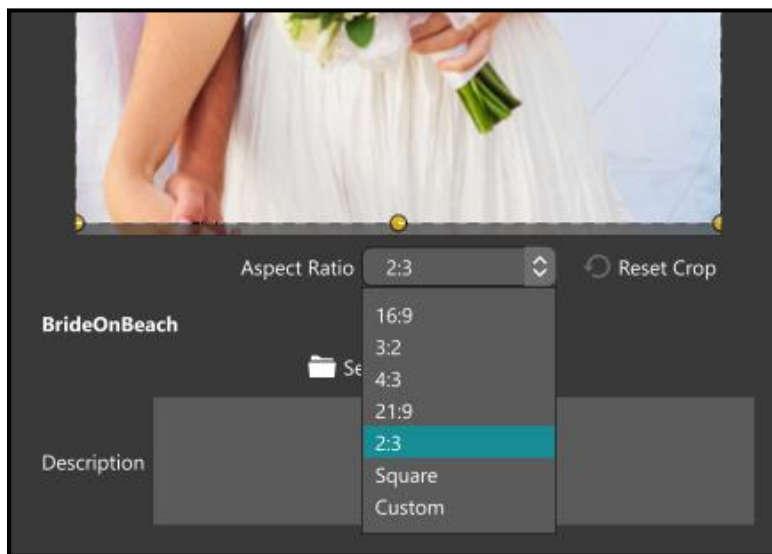 Aspect Ratio 2:3 Reset Crop
BrideOnBeach
16:9
3:2
Se
4:3
21:9
2:3
Description
Square
Custom